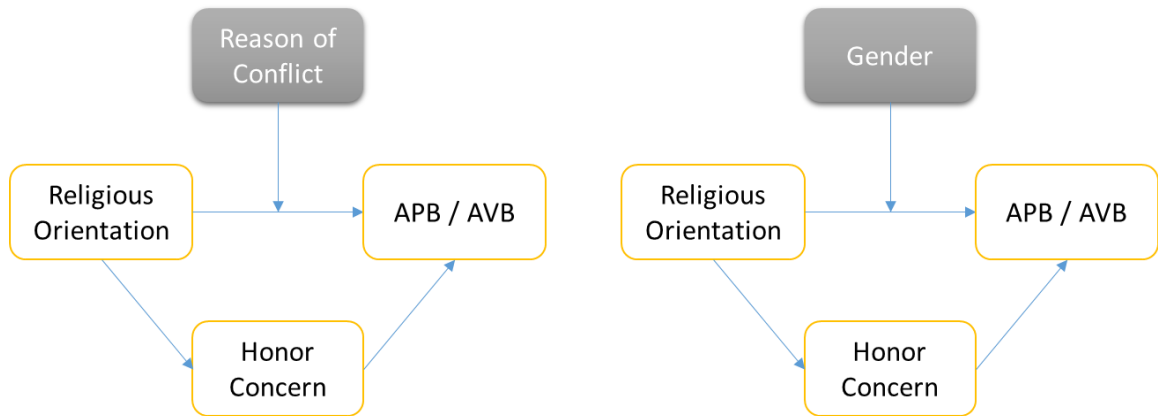 Reason of
Conflict
Religious
Orientation
APB / AVB
Honor
Concern
Gender
Religious
Orientation
APB / AVB
Honor
Concern